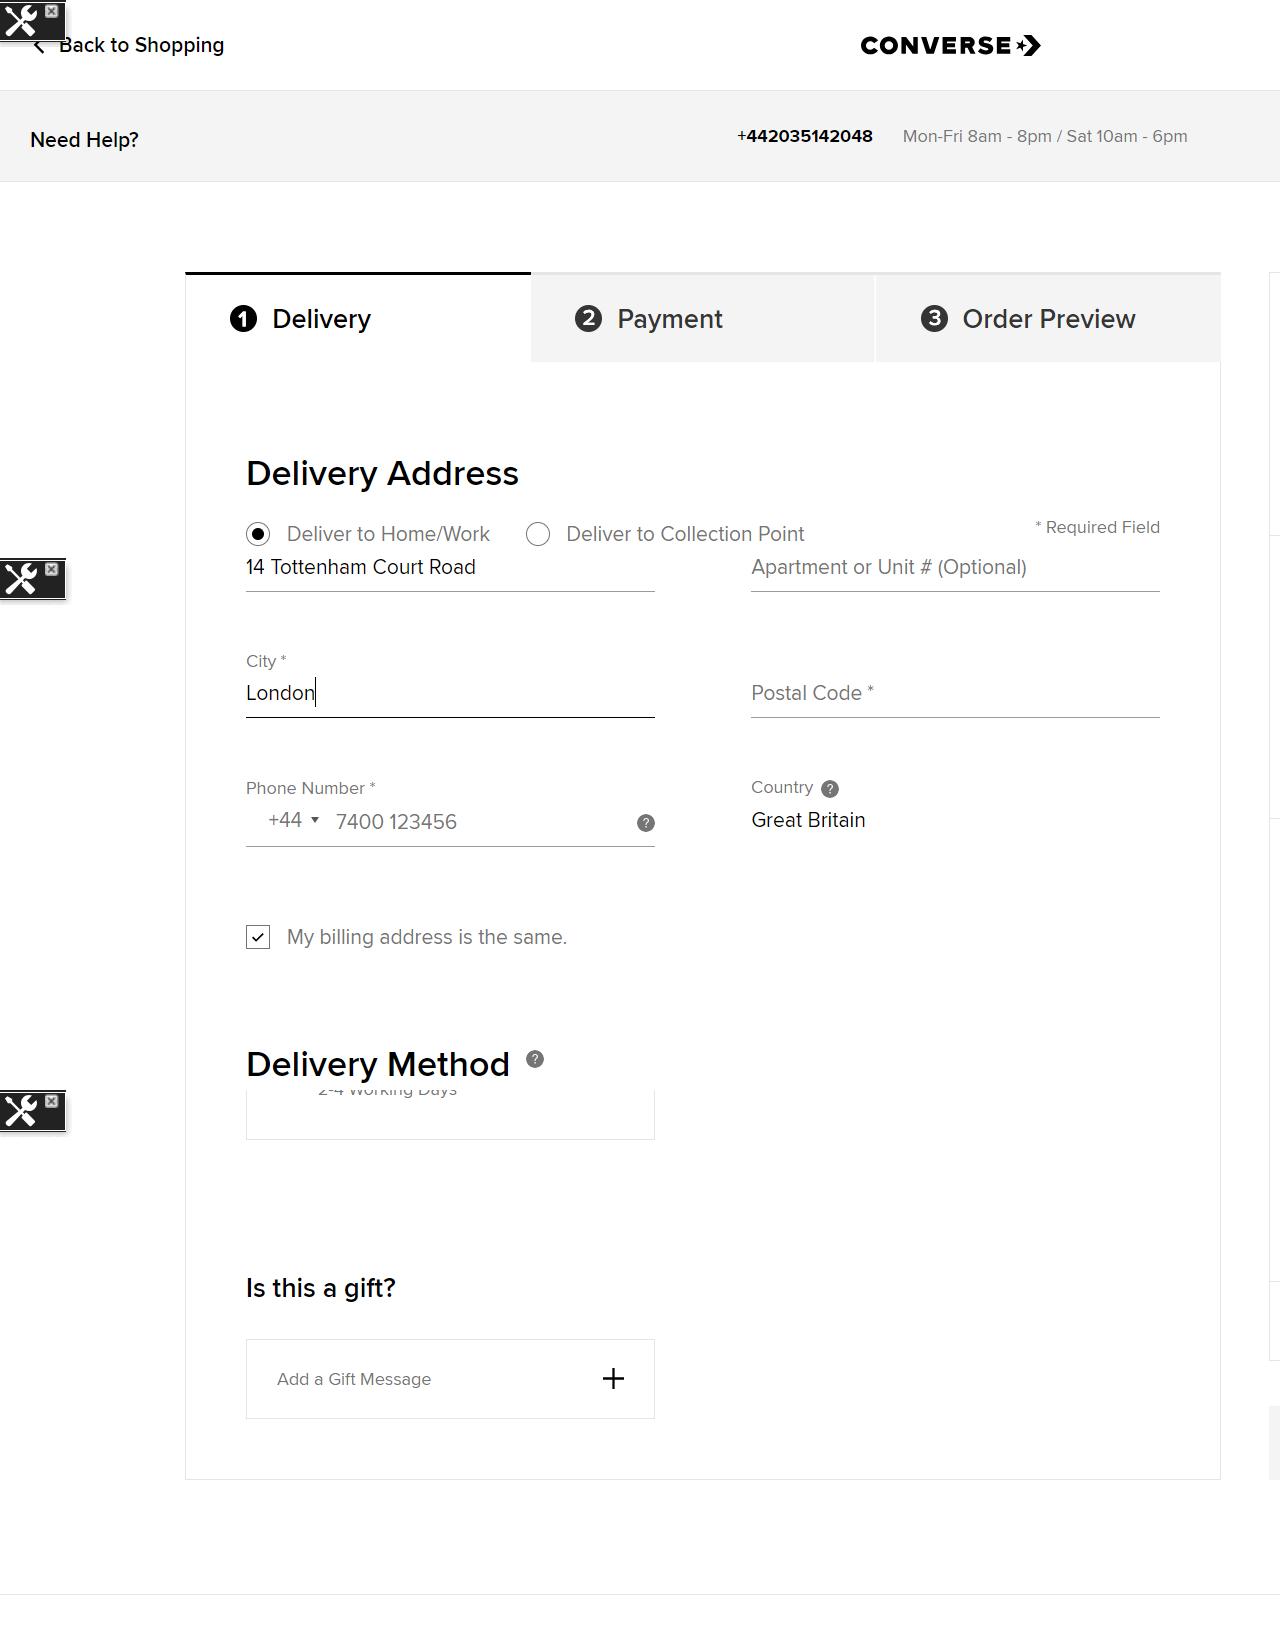 Back to Shopping
CONVERSE
Need Help?
+442035142048 Mon-Fri 8am - 8pm / Sat 10am - 6pm
1 Delivery
2 Payment
3 Order Preview
Delivery Address
Deliver to Home/Work
Deliver to Collection Point
* Required Field
14 Tottenham Court Road
Apartment or Unit # (Optional)
City *
London
Postal Code *
Phone Number *
+44 7400 123456 ?
Country ?
Great Britain
My billing address is the same.
Delivery Method ?
2-4 Working Days
Is this a gift?
Add a Gift Message